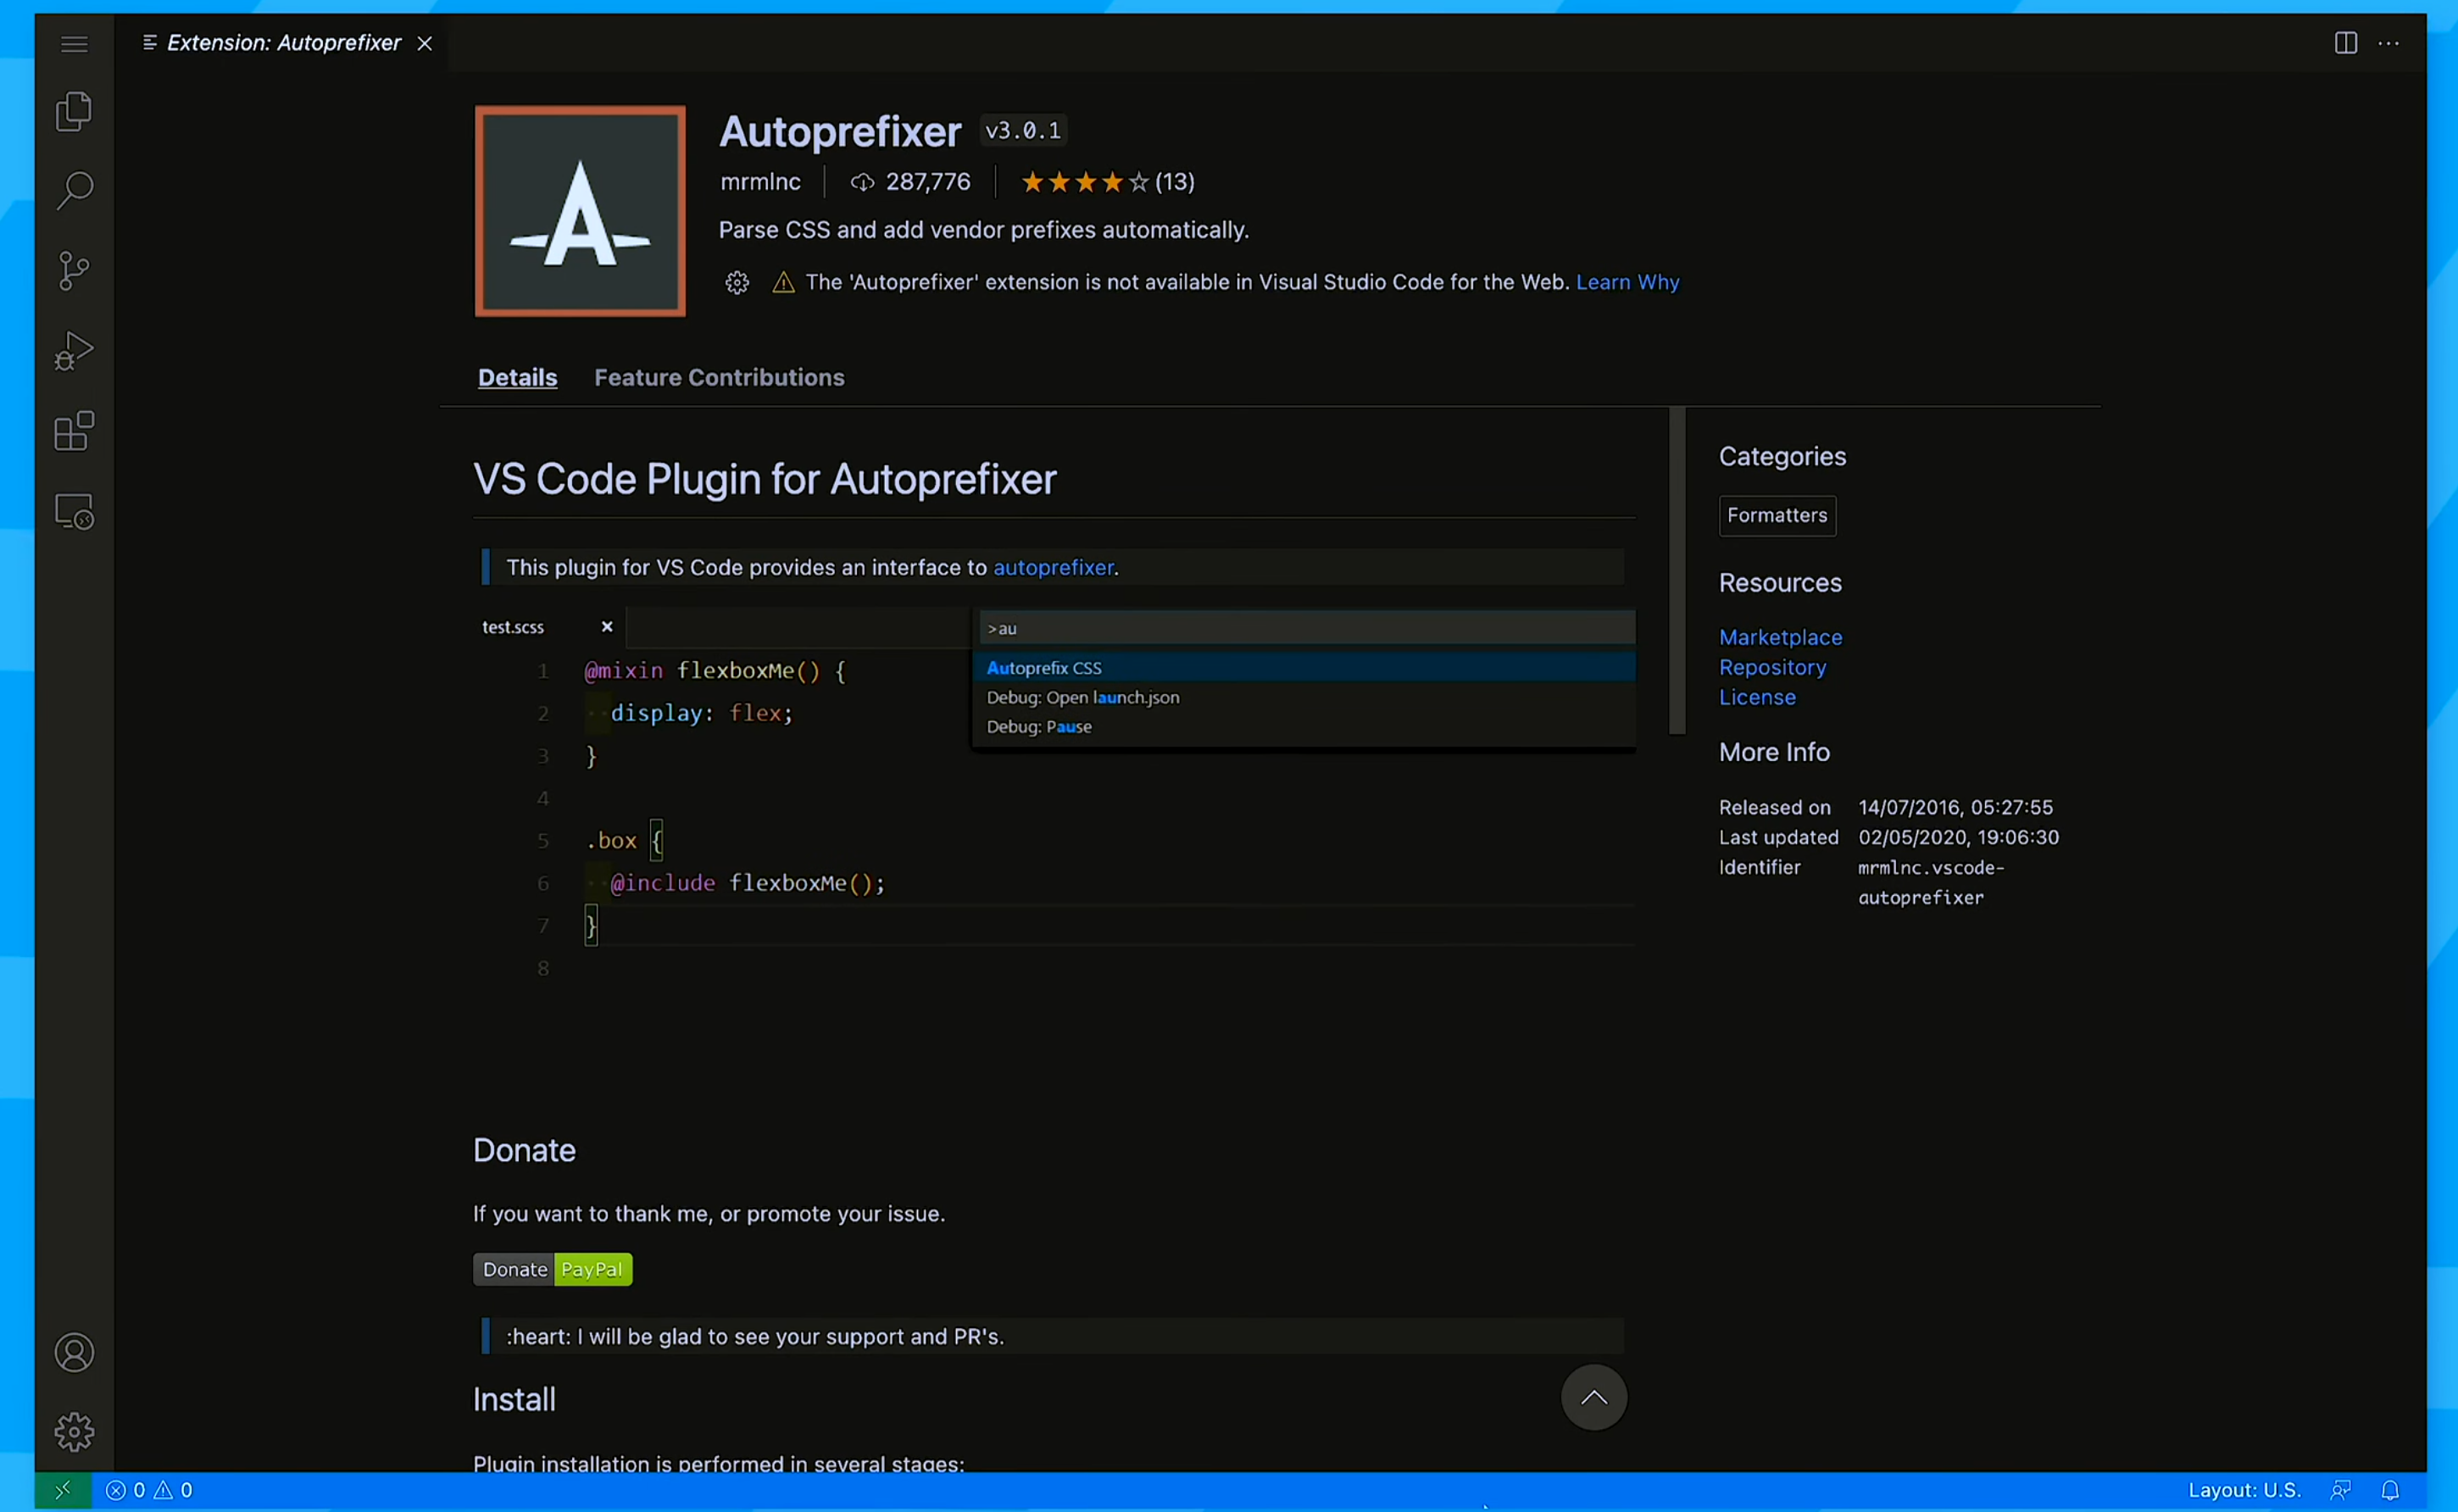 Extension: Autoprefixer
Autoprefixer v3.0.1
mrmlnc 287,776 (13)
Parse CSS and add vendor prefixes automatically.
The 'Autoprefixer' extension is not available in Visual Studio Code for the Web. Learn Why
Details Feature Contributions
VS Code Plugin for Autoprefixer
This plugin for VS Code provides an interface to autoprefixer.
test.scss
>au
Autoprefix CSS
Debug: Open launch.json
Debug: Pause
1 @mixin flexboxMe() {
2 display: flex;
3 }
4
5 .box {
6 @include flexboxMe();
7 }
8
Donate
If you want to thank me, or promote your issue.
Donate PayPal
:heart: I will be glad to see your support and PR's.
Install
Plugin installation is performed in several stages:
Categories
Formatters
Resources
Marketplace
Repository
License
More Info
Released on 14/07/2016, 05:27:55
Last updated 02/05/2020, 19:06:30
Identifier mrmlnc.vscode-
autoprefixer
0 0
Layout: U.S.